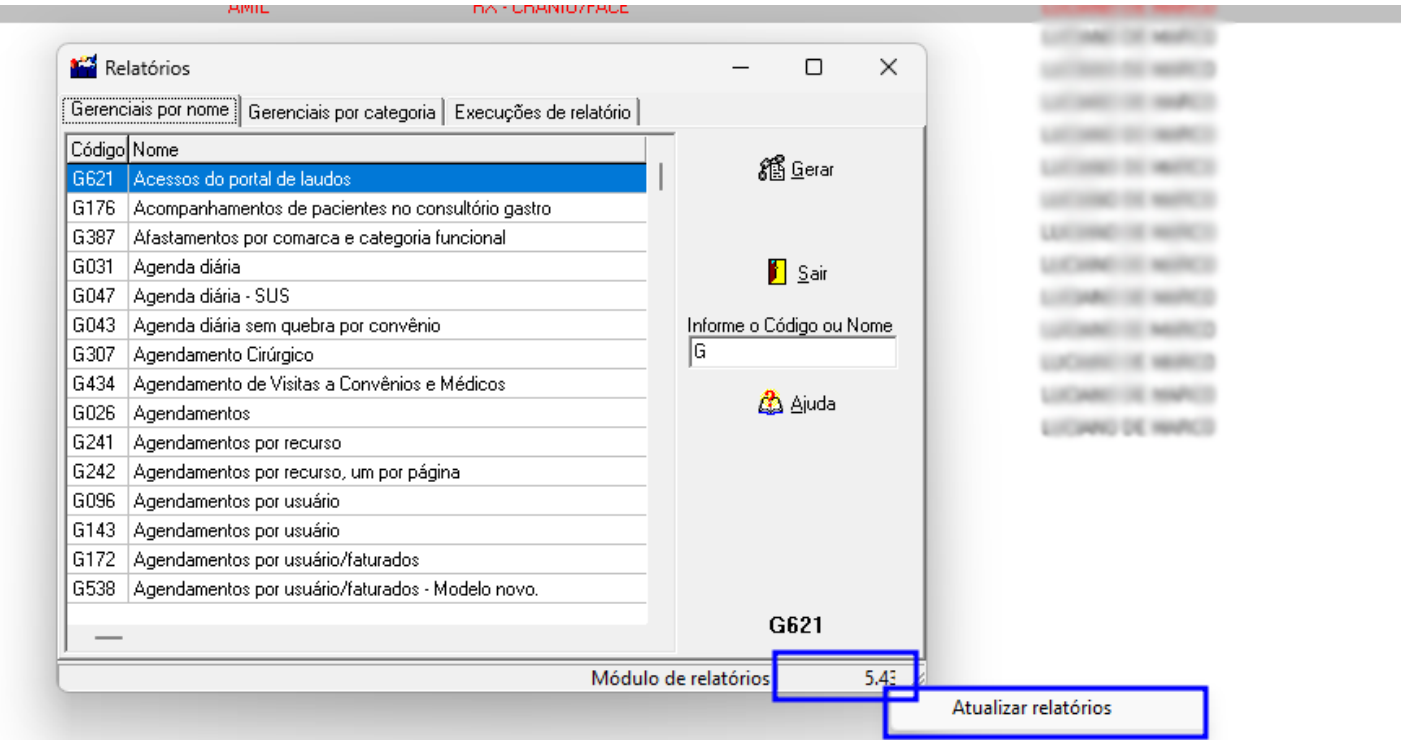 AMIL RX - CRANIO/FACE
Relatórios
Gerenciais por nome Gerenciais por categoria Execuções de relatório
Código Nome
G621 Acessos do portal de laudos
G176 Acompanhamentos de pacientes no consultório gastro
G387 Afastamentos por comarca e categoria funcional
G031 Agenda diária
G047 Agenda diária - SUS
G043 Agenda diária sem quebra por convênio
G307 Agendamento Cirúrgico
G434 Agendamento de Visitas a Convênios e Médicos
G026 Agendamentos
G241 Agendamentos por recurso
G242 Agendamentos por recurso, um por página
G096 Agendamentos por usuário
G143 Agendamentos por usuário
G172 Agendamentos por usuário/faturados
G538 Agendamentos por usuário/faturados - Modelo novo.
Gerar
Sair
Informe o Código ou Nome
G
Ajuda
G621
Módulo de relatórios 5.43
Atualizar relatórios